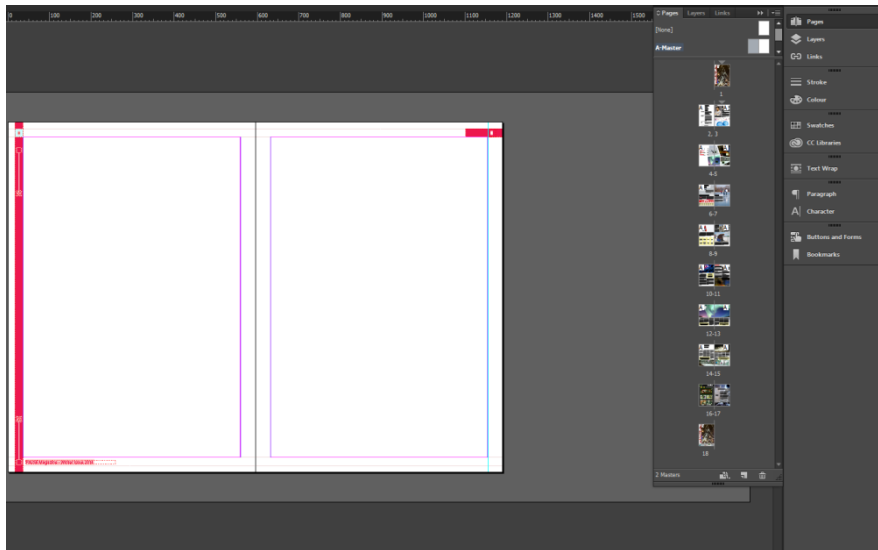 0 100 200 300 400 500 600 700 800 900 1000 1100 1200 1300 1400 1500
Pages Layers Links
[None]
A-Master
1
2, 3
4-5
6-7
8-9
10-11
12-13
14-15
16-17
18
2 Masters
Pages
Layers
Links
Stroke
Colour
Swatches
CC Libraries
Text Wrap
Paragraph
Character
Buttons and Forms
Bookmarks
Magazine - Winter Issue